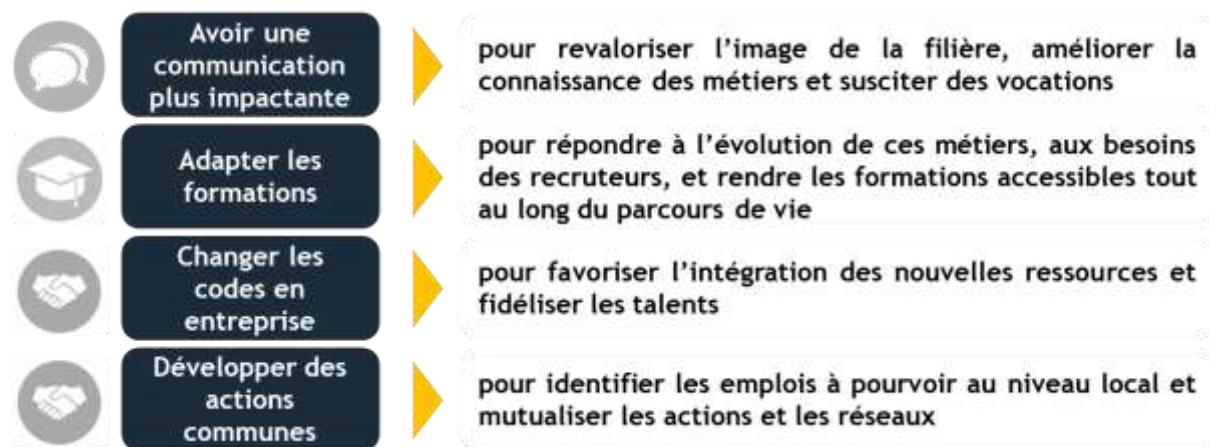 Avoir une
communication
plus impactante
pour revaloriser l'image de la filière, améliorer la
connaissance des métiers et susciter des vocations
Adapter les
formations
pour répondre à l'évolution de ces métiers, aux besoins
des recruteurs, et rendre les formations accessibles tout
au long du parcours de vie
Changer les
codes en
entreprise
pour favoriser l'intégration des nouvelles ressources et
fidéliser les talents
Développer des
actions
communes
pour identifier les emplois à pourvoir au niveau local et
mutualiser les actions et les réseaux